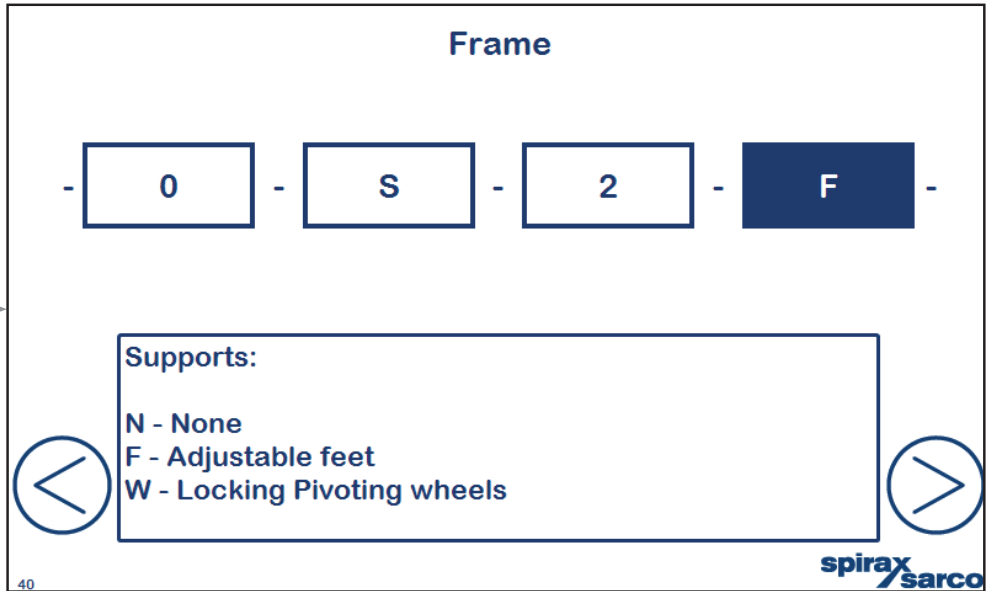 Frame
- 0 - S - 2 - F -
Supports:
N - None
F - Adjustable feet
W - Locking Pivoting wheels
40
spirax
sarco